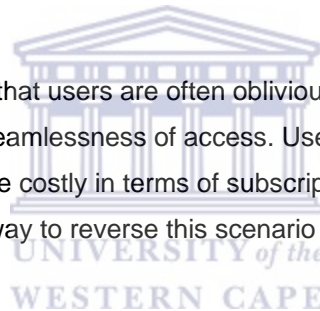 that users are often oblivious
eamlessness of access. Use
e costly in terms of subscrip
way to reverse this scenario
UNIVERSITY of the
WESTERN CAPE